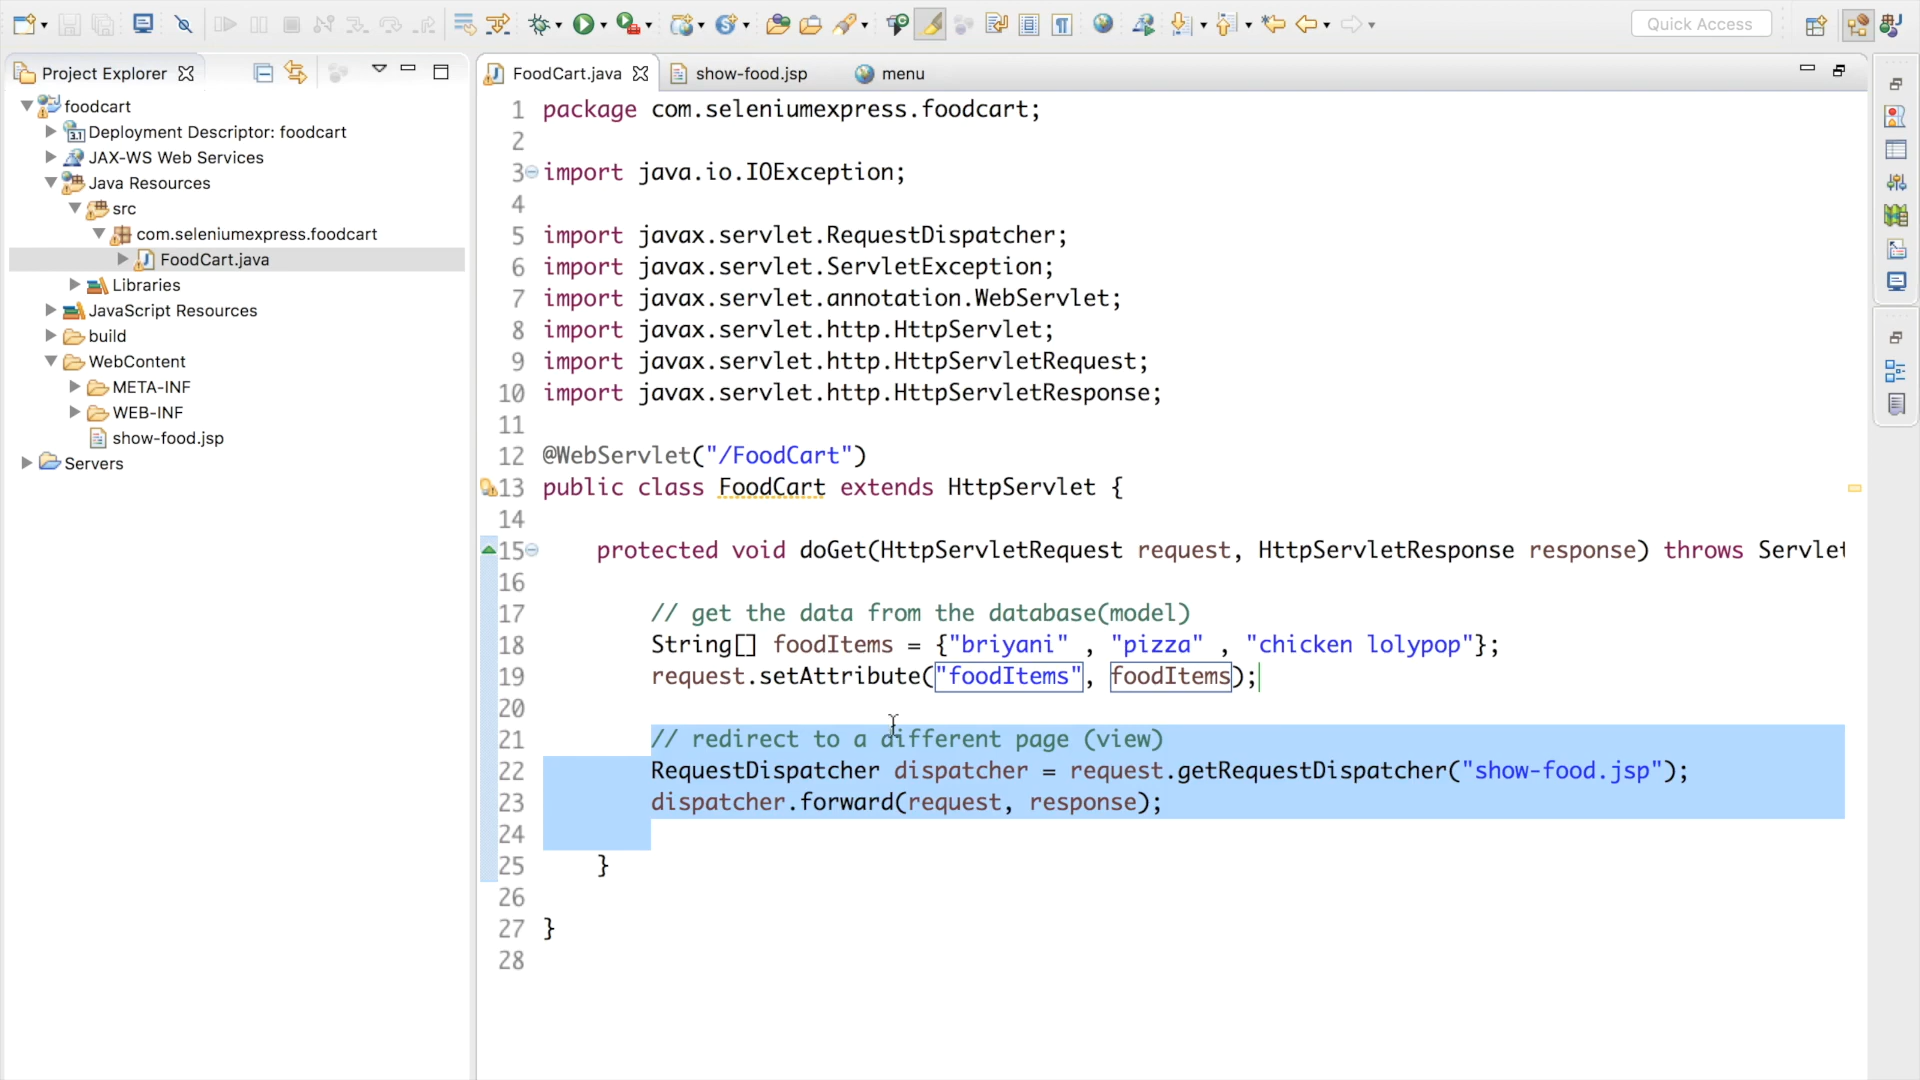 Quick Access
Project Explorer
foodcart
Deployment Descriptor: foodcart
3.1
JAX-WS Web Services
Java Resources
src
com.seleniumexpress.foodcart
FoodCart.java
Libraries
JavaScript Resources
build
WebContent
META-INF
WEB-INF
show-food.jsp
Servers
FoodCart.java
show-food.jsp
menu
1 package com.seleniumexpress.foodcart;
2
3 import java.io.IOException;
4
5 import javax.servlet.RequestDispatcher;
6 import javax.servlet.ServletException;
7 import javax.servlet.annotation.WebServlet;
8 import javax.servlet.http.HttpServlet;
9 import javax.servlet.http.HttpServletRequest;
10 import javax.servlet.http.HttpServletResponse;
11
12 @WebServlet("/FoodCart")
13 public class FoodCart extends HttpServlet {
14
15 protected void doGet(HttpServletRequest request, HttpServletResponse response) throws Servlet
16
17 // get the data from the database(model)
18 String[] foodItems = {"briyani" , "pizza" , "chicken lolypop"};
19 request.setAttribute("foodItems", foodItems);
20
21 // redirect to a different page (view)
22 RequestDispatcher dispatcher = request.getRequestDispatcher("show-food.jsp");
23 dispatcher.forward(request, response);
24
25 }
26
27 }
28